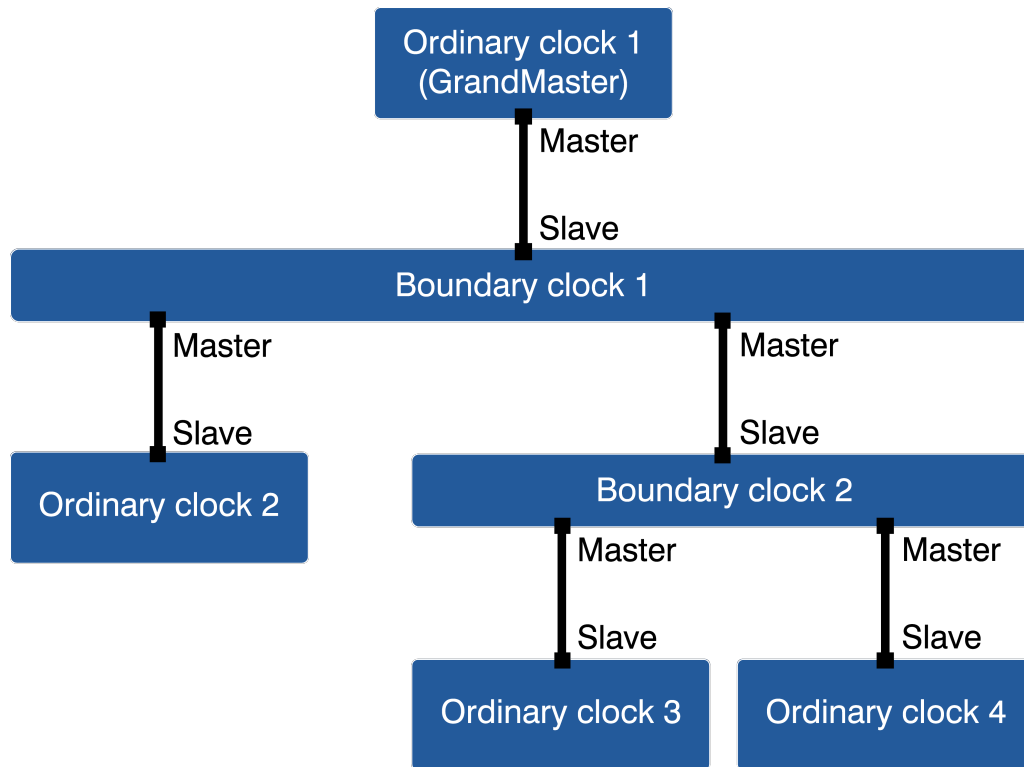 Ordinary clock 1
(GrandMaster)
Master
Slave
Boundary clock 1
Master
Master
Slave
Slave
Ordinary clock 2
Boundary clock 2
Master
Master
Slave
Slave
Ordinary clock 3
Ordinary clock 4